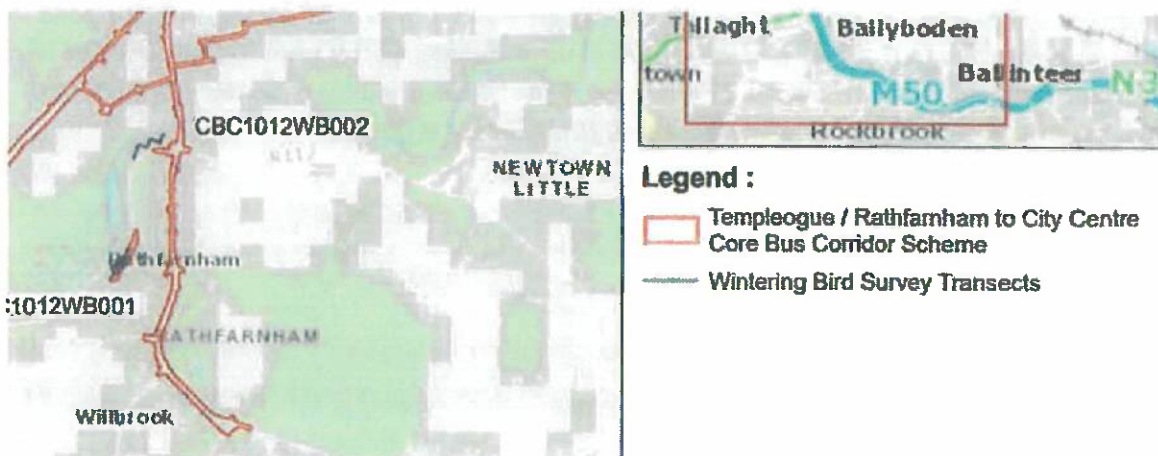 CBC1012WB002
NEWTOWN
LITTLE
Rathfarnham
C1012WB001
RATHFARNHAM
Willbrook
Tallaght
Ballyboden
town
Ballinteer
M50
N3
Rockbrook
Legend :
Templeogue / Rathfarnham to City Centre
Core Bus Corridor Scheme
Wintering Bird Survey Transects